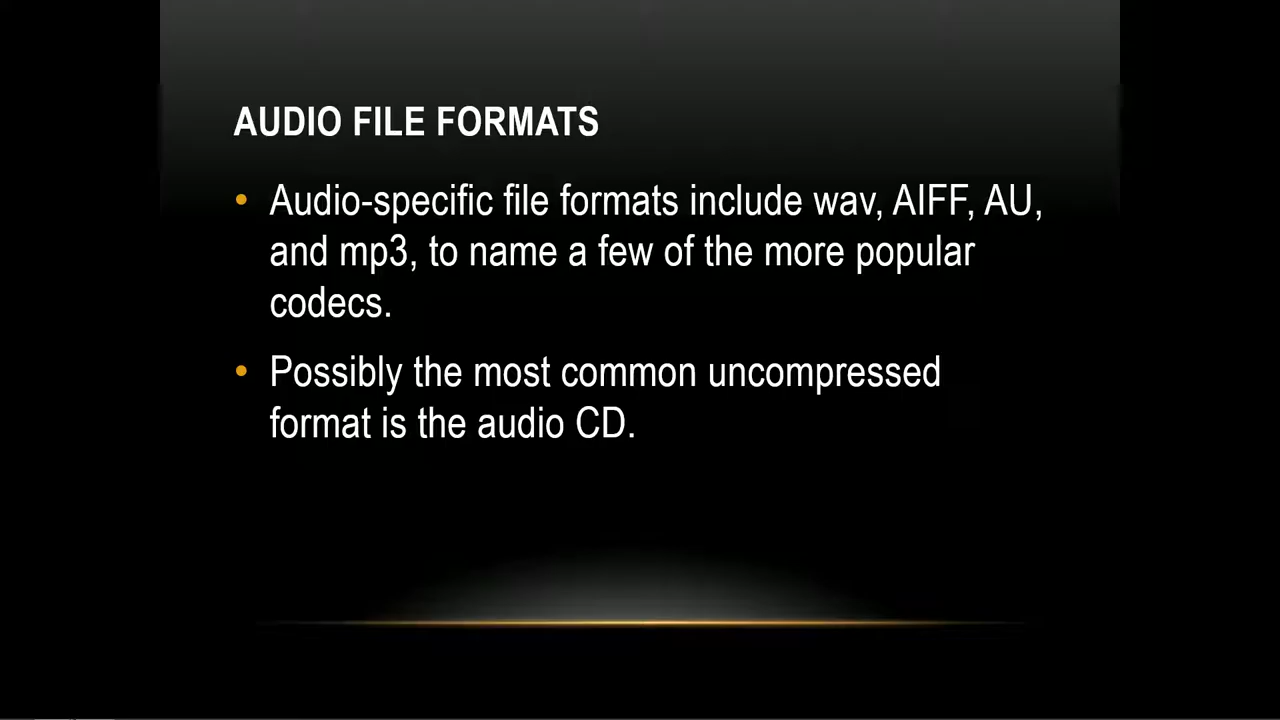 AUDIO FILE FORMATS
• Audio-specific file formats include wav, AIFF, AU,
and mp3, to name a few of the more popular
codecs.
• Possibly the most common uncompressed
format is the audio CD.